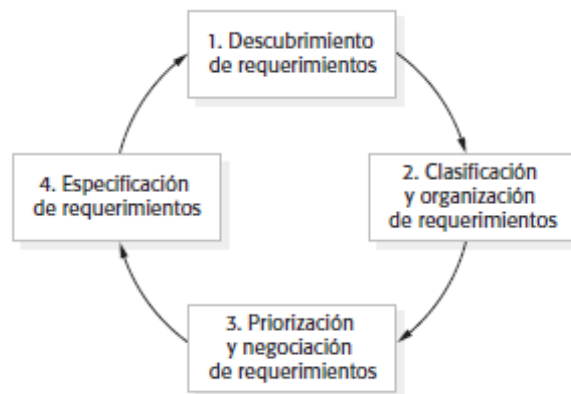 1. Descubrimiento
de requerimientos
2. Clasificación
y organización
de requerimientos
3. Priorización
y negociación
de requerimientos
4. Especificación
de requerimientos